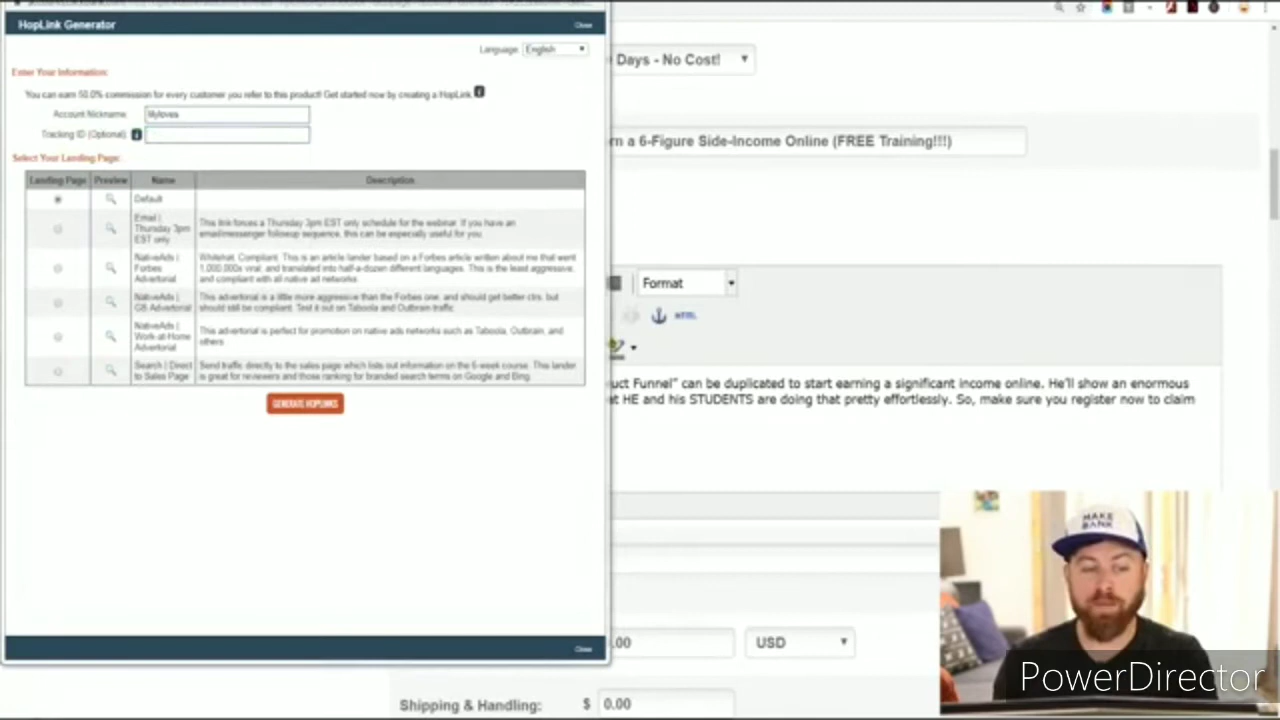 HopLink Generator
Close
Language: English
Enter Your Information:
You can earn 50.0% commission for every customer you refer to this product! Get started now by creating a HopLink.
Account Nickname
Tracking ID (Optional)
Select Your Landing Page:
Landing Page Preview Name Description
Default
Email | Thursday 3pm EST only
This link forces a Thursday 3pm EST only schedule for the webinar. If you have an
email/messenger followup sequence, this can be especially useful for you
NativeAds | Forbes Advertorial
Whitehat, Compliant. This is an article lander based on a Forbes article written about me that went
1,000,000x viral, and translated into half-a-dozen different languages. This is the least aggressive,
and compliant with all native ad networks.
NativeAds | GB Advertorial
This advertorial is a little more aggressive than the Forbes one, and should get better ctrs, but
should still be compliant. Test it out on Taboola and Outbrain traffic
NativeAds | Work-at-Home Advertorial
This advertorial is perfect for promotion on native ads networks such as Taboola, Outbrain, and
others
Search | Direct to Sales Page
Send traffic directly to the sales page which lists out information on the 6-week course. This lander
is great for reviewers and those ranking for branded search terms on Google and Bing.
GENERATE HOPLINKS
Close
Days - No Cost!
rn a 6-Figure Side-Income Online (FREE Training!!!)
Format
HTML
uct Funnel" can be duplicated to start earning a significant income online. He'll show an enormous
at HE and his STUDENTS are doing that pretty effortlessly. So, make sure you register now to claim
.00 USD
Shipping & Handling: $ 0.00
MAKE
BANK
PowerDirector